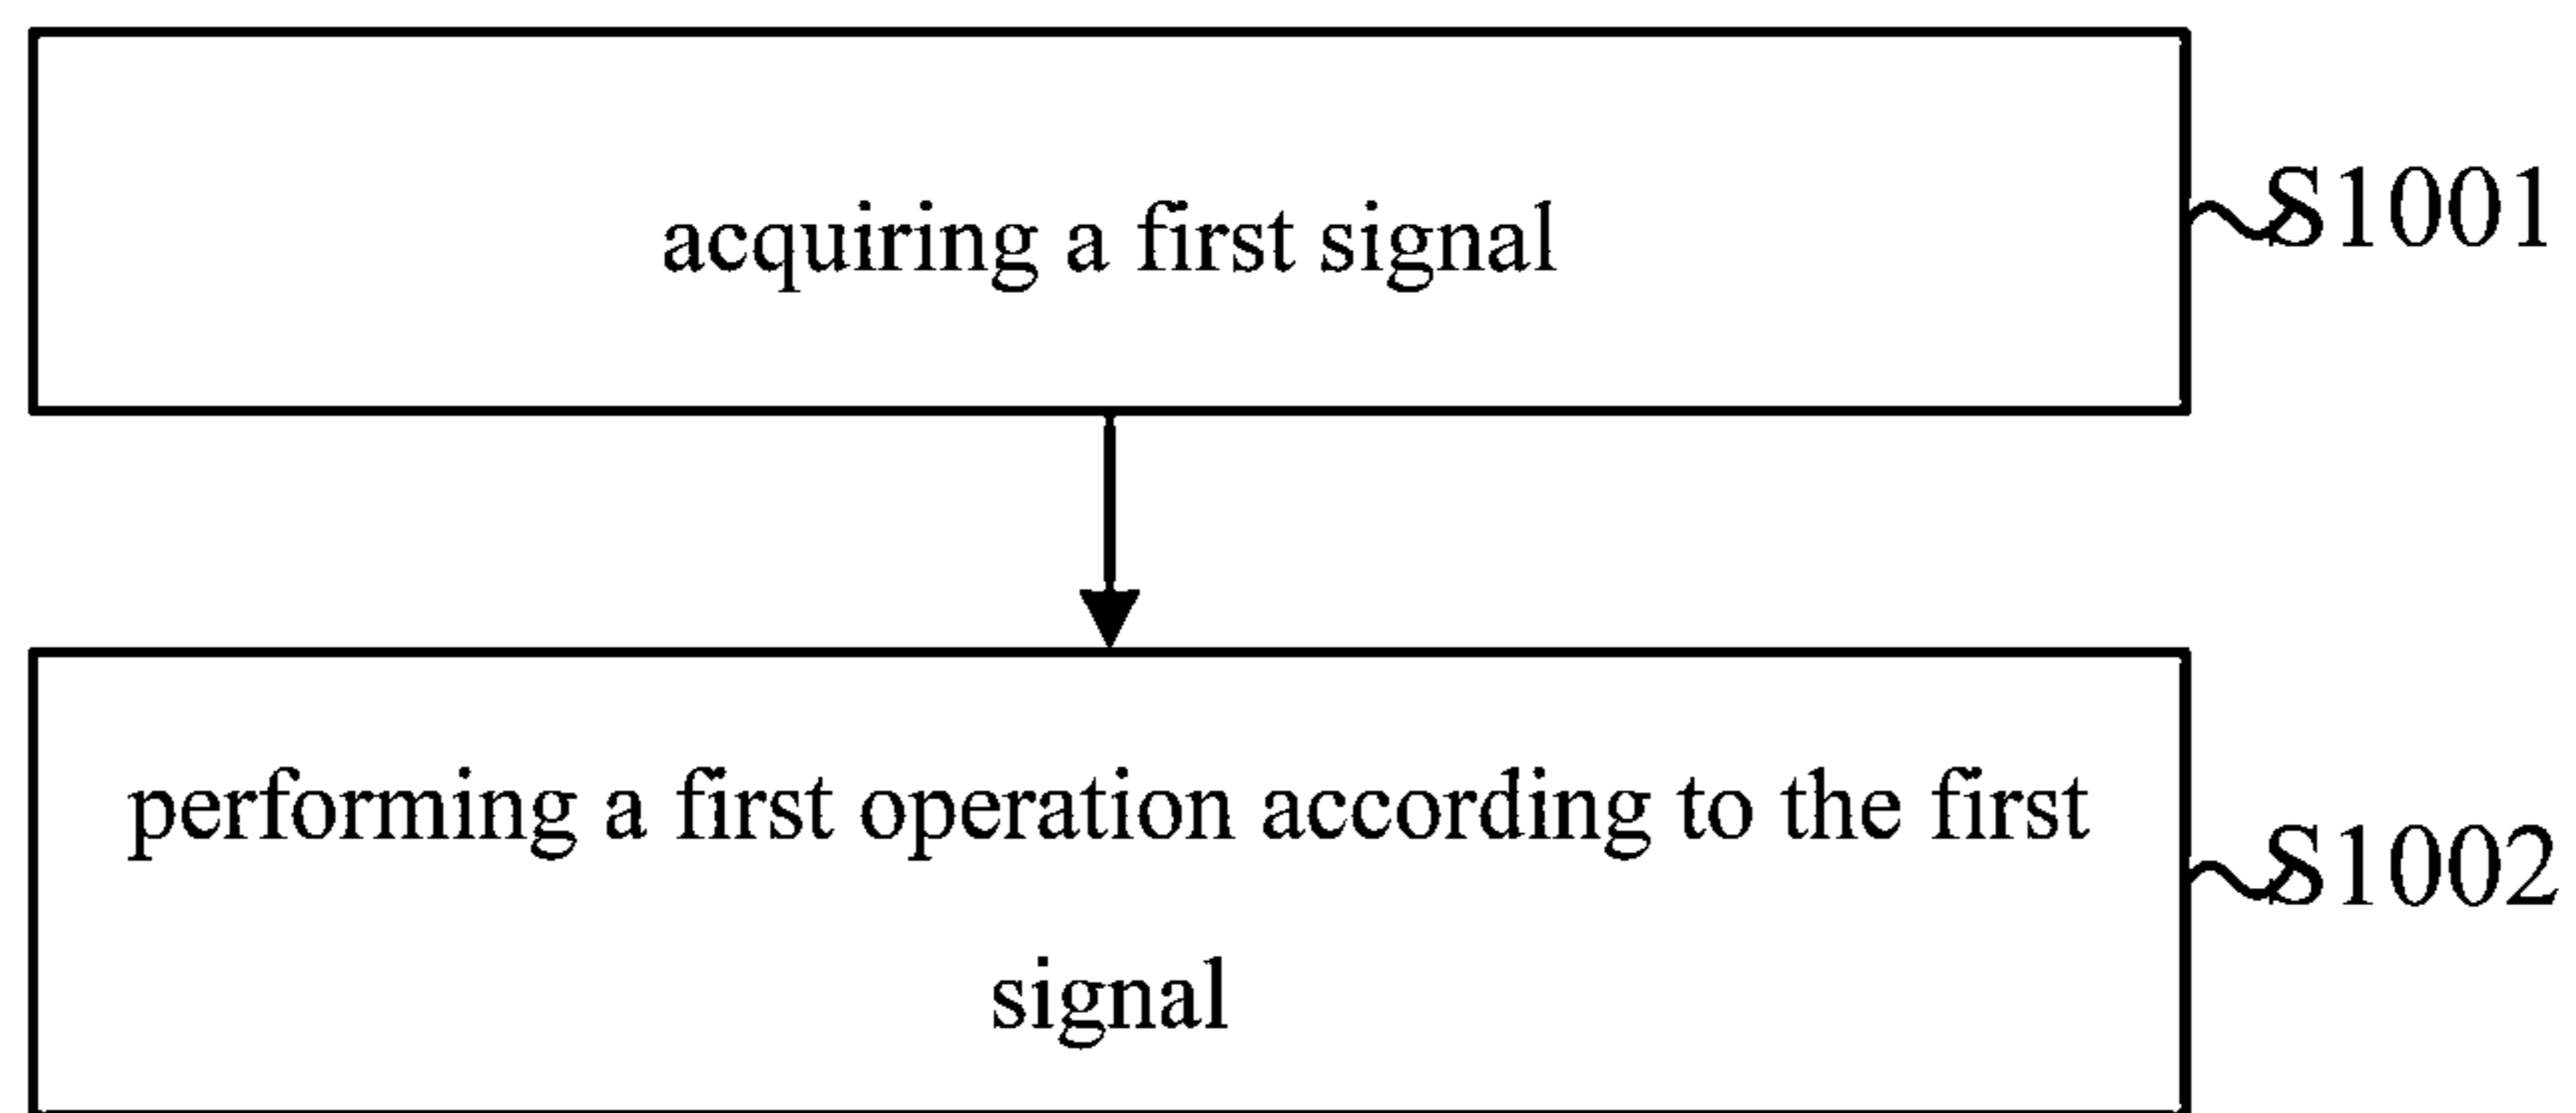 acquiring a first signal
S1001
performing a first operation according to the first
signal
S1002